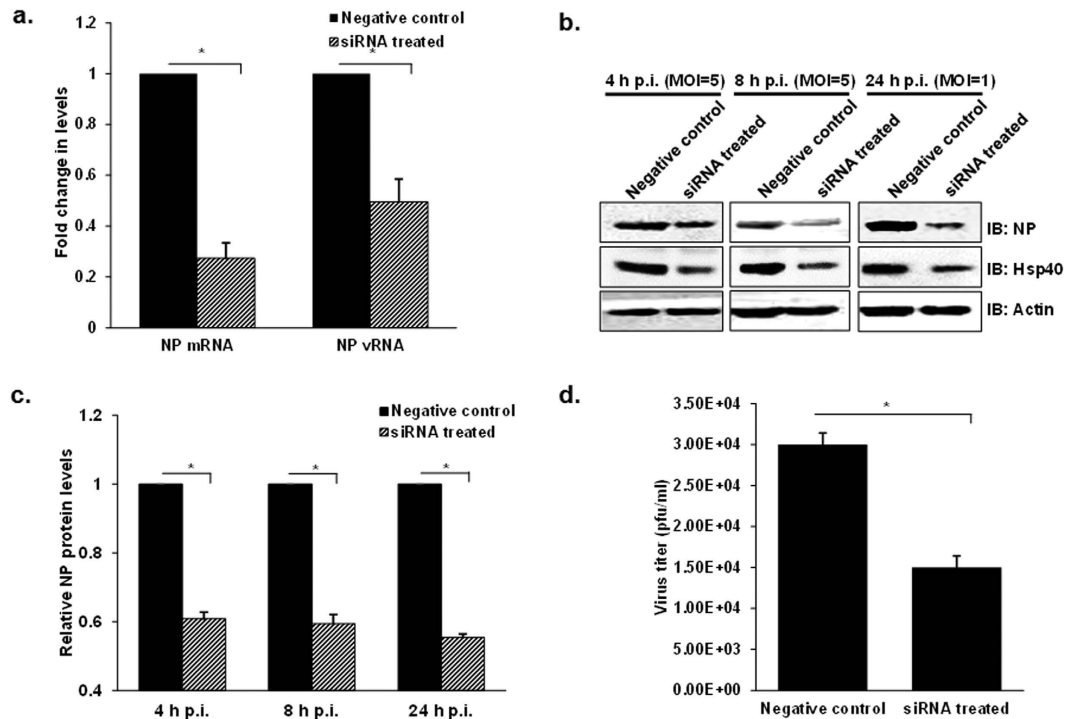 a.
Negative control
siRNA treated
1.2
1
0.8
0.6
0.4
0.2
0
Fold change in levels
*
*
NP mRNA
NP vRNA
b.
4 h p.i. (MOI=5)
8 h p.i. (MOI=5)
24 h p.i. (MOI=1)
Negative control
siRNA treated
Negative control
siRNA treated
Negative control
siRNA treated
IB: NP
IB: Hsp40
IB: Actin
c.
Negative control
siRNA treated
1.2
1
0.8
0.6
0.4
Relative NP protein levels
*
*
*
4 h p.i.
8 h p.i.
24 h p.i.
d.
3.50E+04
3.00E+04
2.50E+04
2.00E+04
1.50E+04
1.00E+04
5.00E+03
0.00E+00
Virus titer (pfu/ml)
*
Negative control
siRNA treated